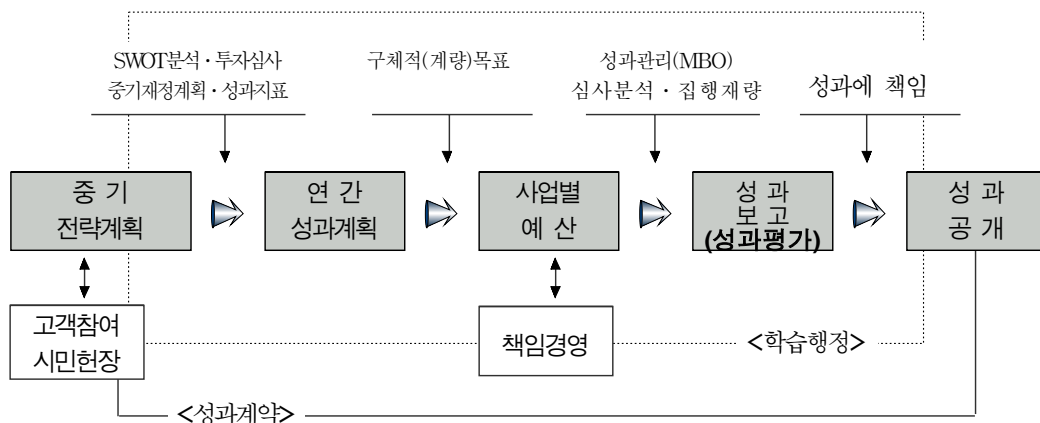 SWOT분석·투자심사
중기재정계획·성과지표
구체적(계량)목표
성과관리(MBO)
심사분석·집행재량
성과에 책임
중 기
전략계획
연 간
성과계획
사업별
예 산
성 과
보 고
(성과평가)
성 과
공 개
고객참여
시민헌장
책임경영
<학습행정>
<성과계약>